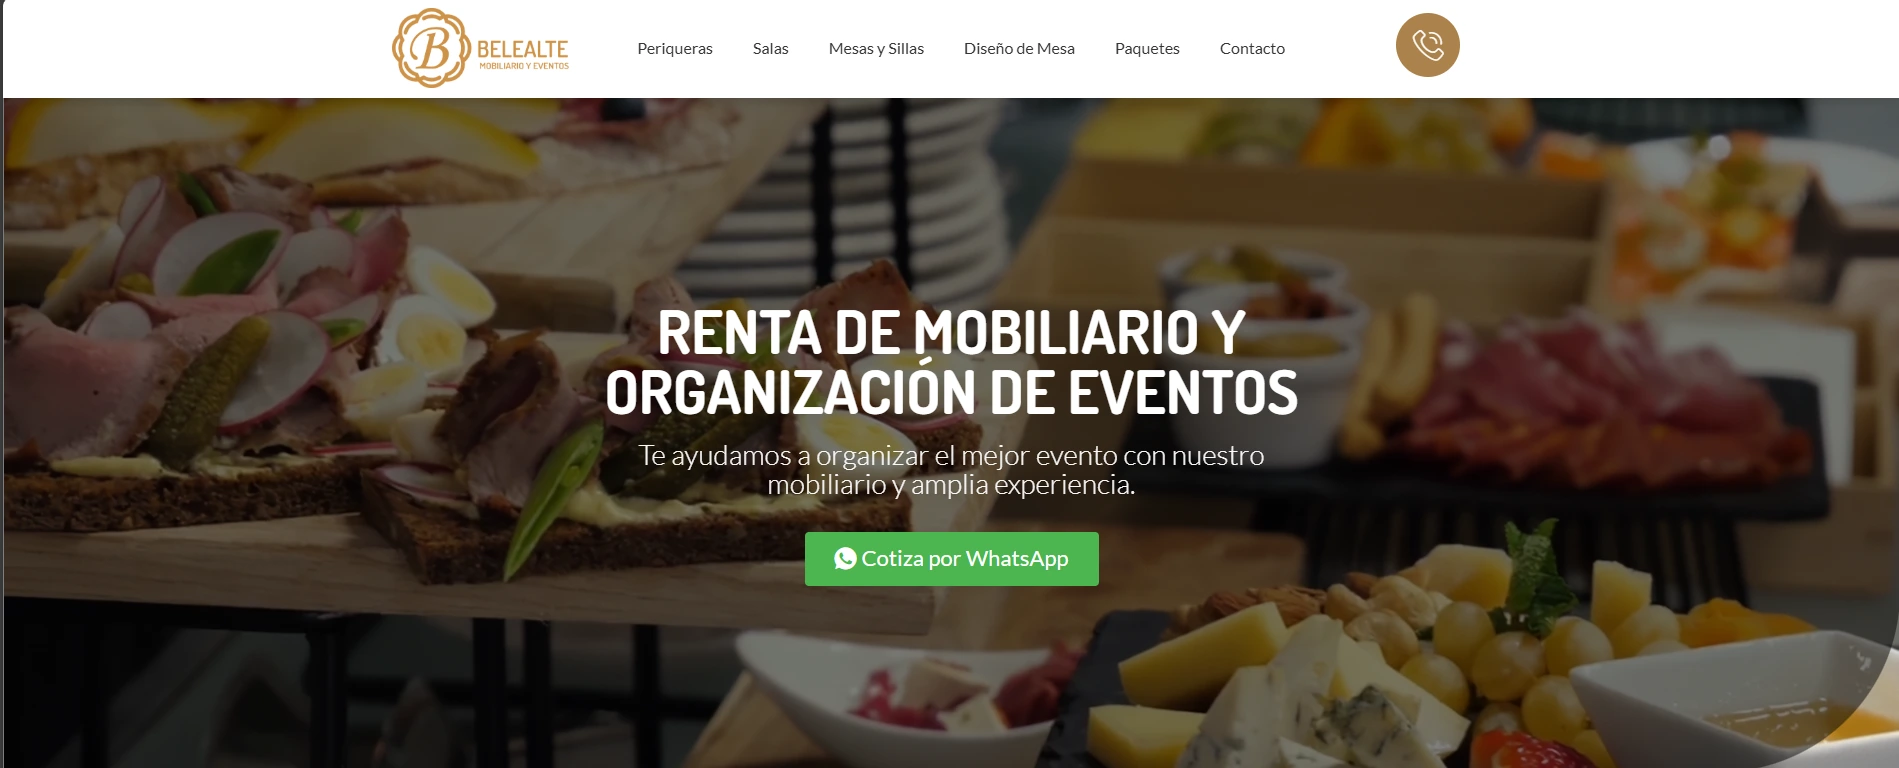 B
BELEALTE
MOBILIARIO Y EVENTOS
Periqueras
Salas
Mesas y Sillas
Diseño de Mesa
Paquetes
Contacto
RENTA DE MOBILIARIO Y
ORGANIZACIÓN DE EVENTOS
Te ayudamos a organizar el mejor evento con nuestro
mobiliario y amplia experiencia.
Cotiza por WhatsApp